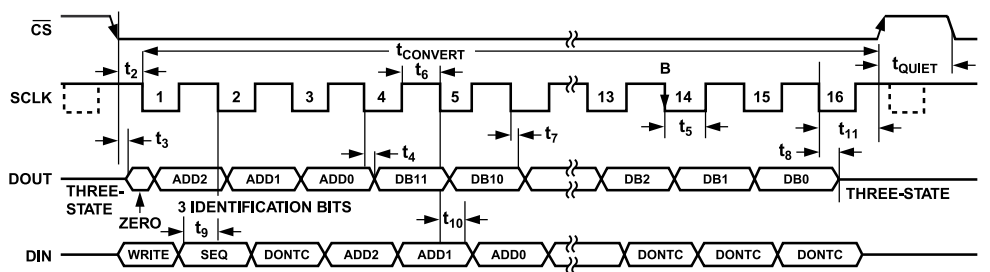 CS
tCONVERT
t2
t6
B
tQUIET
SCLK
1 2 3 4 5 13 14 15 16
t3
t4
t7
t5
t11
t8
DOUT
ADD2 ADD1 ADD0 DB11 DB10 DB2 DB1 DB0
THREE-
STATE
THREE-STATE
3 IDENTIFICATION BITS
ZERO
t9
t10
DIN
WRITE SEQ DONTC ADD2 ADD1 ADD0 DONTC DONTC DONTC